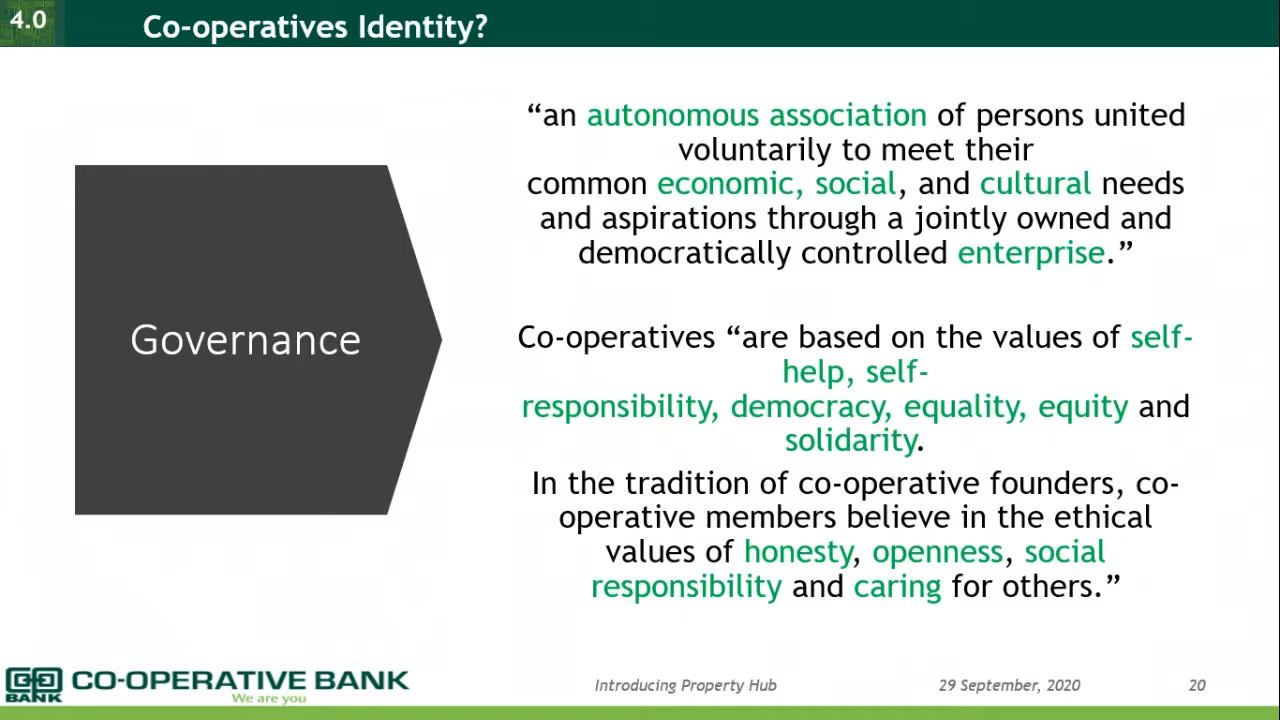 4.0
Co-operatives Identity?
“an autonomous association of persons united
voluntarily to meet their
common economic, social, and cultural needs
and aspirations through a jointly owned and
democratically controlled enterprise.”
Governance
Co-operatives “are based on the values of self-
help, self-
responsibility, democracy, equality, equity and
solidarity.
In the tradition of co-operative founders, co-
operative members believe in the ethical
values of honesty, openness, social
responsibility and caring for others.”
BANK
CO-OPERATIVE BANK
We are you
Introducing Property Hub
29 September, 2020
20